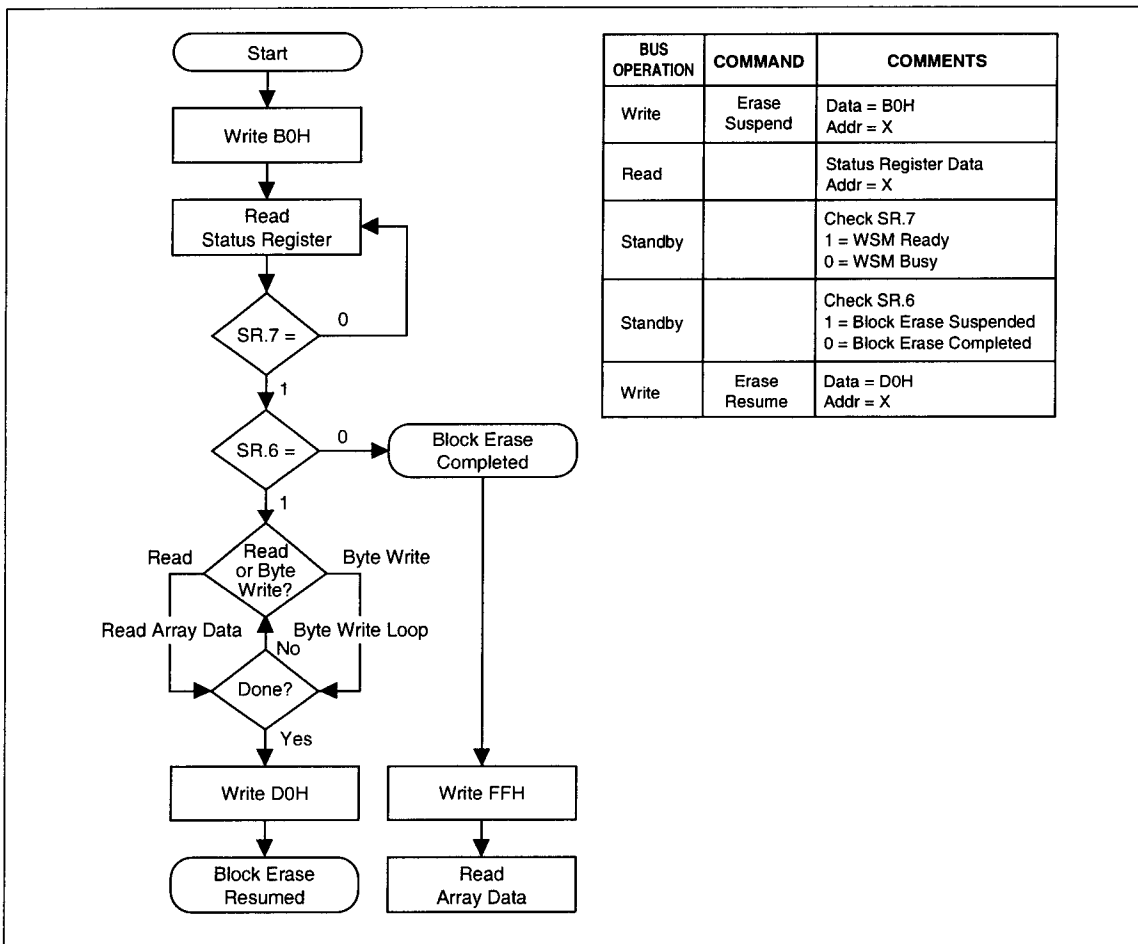 Start
Write B0H
Read
Status Register
SR.7 =
0
1
SR.6 =
0
Block Erase
Completed
1
Read
or Byte
Write?
Read
Byte Write
Read Array Data
Byte Write Loop
No
Done?
Yes
Write D0H
Write FFH
Block Erase
Resumed
Read
Array Data
BUS
OPERATION
COMMAND
COMMENTS
Write
Erase
Suspend
Data = B0H
Addr = X
Read
Status Register Data
Addr = X
Standby
Check SR.7
1 = WSM Ready
0 = WSM Busy
Standby
Check SR.6
1 = Block Erase Suspended
0 = Block Erase Completed
Write
Erase
Resume
Data = D0H
Addr = X